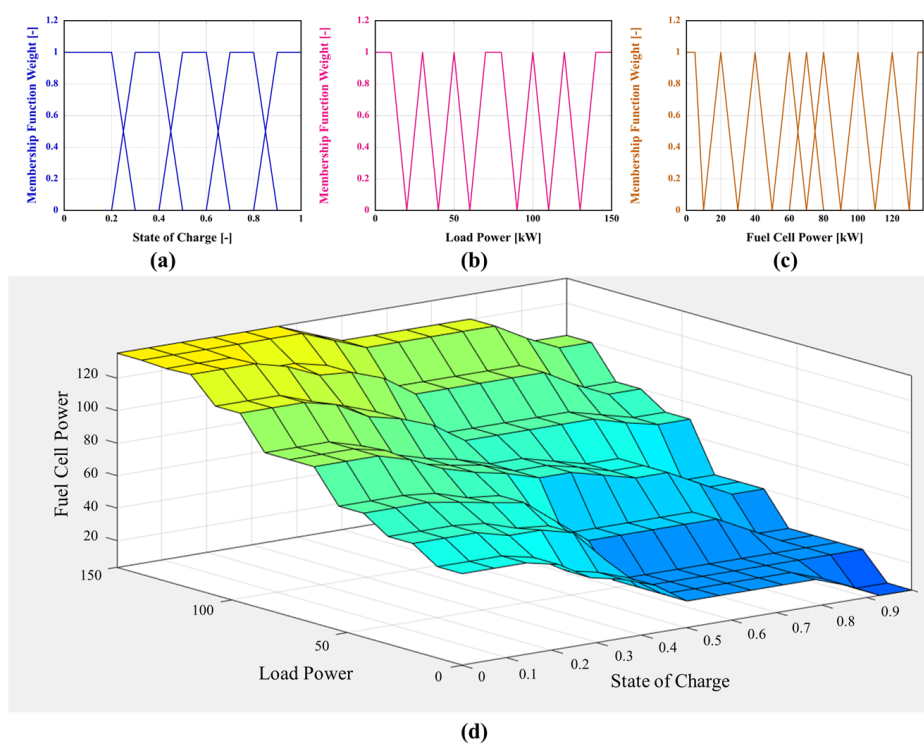 1.2
1
0.8
0.6
0.4
0.2
0
Membership Function Weight [-]
0 0.2 0.4 0.6 0.8 1
State of Charge [-]
(a)
1.2
1
0.8
0.6
0.4
0.2
0
Membership Function Weight [-]
0 50 100 150
Load Power [kW]
(b)
1.2
1
0.8
0.6
0.4
0.2
0
Membership Function Weight [-]
0 20 40 60 80 100 120
Fuel Cell Power [kW]
(c)
120
100
80
60
40
20
Fuel Cell Power
150
100
50
0
Load Power
0 0.1 0.2 0.3 0.4 0.5 0.6 0.7 0.8 0.9
State of Charge
(d)